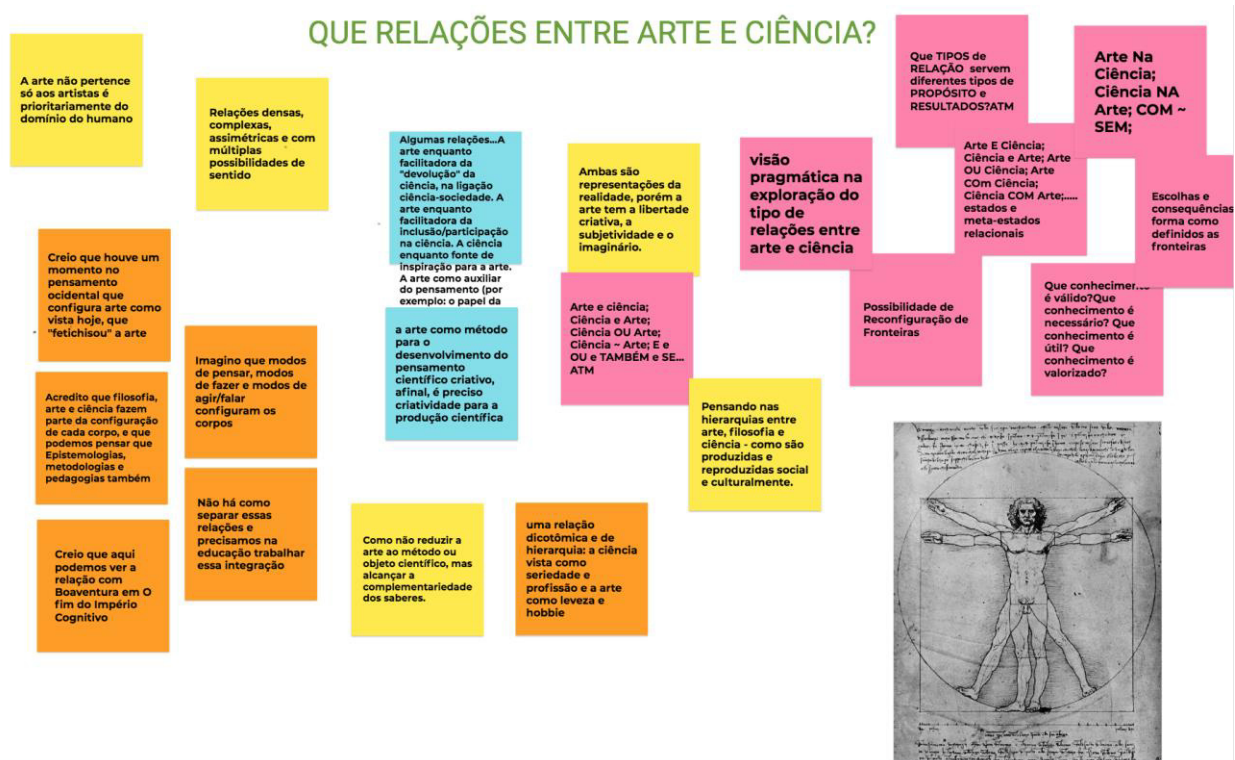 QUE RELAÇÕES ENTRE ARTE E CIÊNCIA?
A arte não pertence
só aos artistas é
prioritariamente do
domínio do humano
Relações densas,
complexas,
assimétricas e com
múltiplas
possibilidades de
sentido
Algumas relações...A
arte enquanto
facilitadora da
"devolução" da
ciência, na ligação
ciência-sociedade. A
arte enquanto
facilitadora da
inclusão/participação
na ciência. A ciência
enquanto fonte de
inspiração para a arte.
A arte como auxiliar
do pensamento (por
exemplo: o papel da
Ambas são
representações da
realidade, porém a
arte tem a liberdade
criativa, a
subjetividade e o
imaginário.
visão
pragmática na
exploração do
tipo de
relações entre
arte e ciência
Que TIPOS de
RELAÇÃO servem
diferentes tipos de
PROPÓSITO e
RESULTADOS?ATM
Arte Na
Ciência;
Ciência NA
Arte; COM ~
SEM;
Arte E Ciência;
Ciência e Arte; Arte
OU Ciência; Arte
COm Ciência;
Ciência COM Arte;.....
estados e
meta-estados
relacionais
Escolhas e
consequências
forma como
definidos as
fronteiras
Creio que houve um
momento no
pensamento
ocidental que
configura arte como
vista hoje, que
"fetichisou" a arte
Imagino que modos
de pensar, modos
de fazer e modos de
agir/falar
configuram os
corpos
a arte como método
para o
desenvolvimento do
pensamento
científico criativo,
afinal, é preciso
criatividade para a
produção científica
Arte e ciência;
Ciência e Arte;
Ciência OU Arte;
Ciência ~ Arte; E e
OU e TAMBÉM e SE...
ATM
Possibilidade de
Reconfiguração de
Fronteiras
Que conhecimento
é válido?Que
conhecimento é
necessário? Que
conhecimento é
útil? Que
conhecimento é
valorizado?
Acredito que filosofia,
arte e ciência fazem
parte da configuração
de cada corpo, e que
podemos pensar que
Epistemologias,
metodologias e
pedagogias também
Não há como
separar essas
relações e
precisamos na
educação trabalhar
essa integração
Pensando nas
hierarquias entre
arte, filosofia e
ciência - como são
produzidas e
reproduzidas social
e culturalmente.
Creio que aqui
podemos ver a
relação com
Boaventura em O
fim do Império
Cognitivo
Como não reduzir a
arte ao método ou
objeto científico, mas
alcançar a
complementariedade
dos saberes.
uma relação
dicotômica e de
hierarquia: a ciência
vista como
seriedade e
profissão e a arte
como leveza e
hobbie